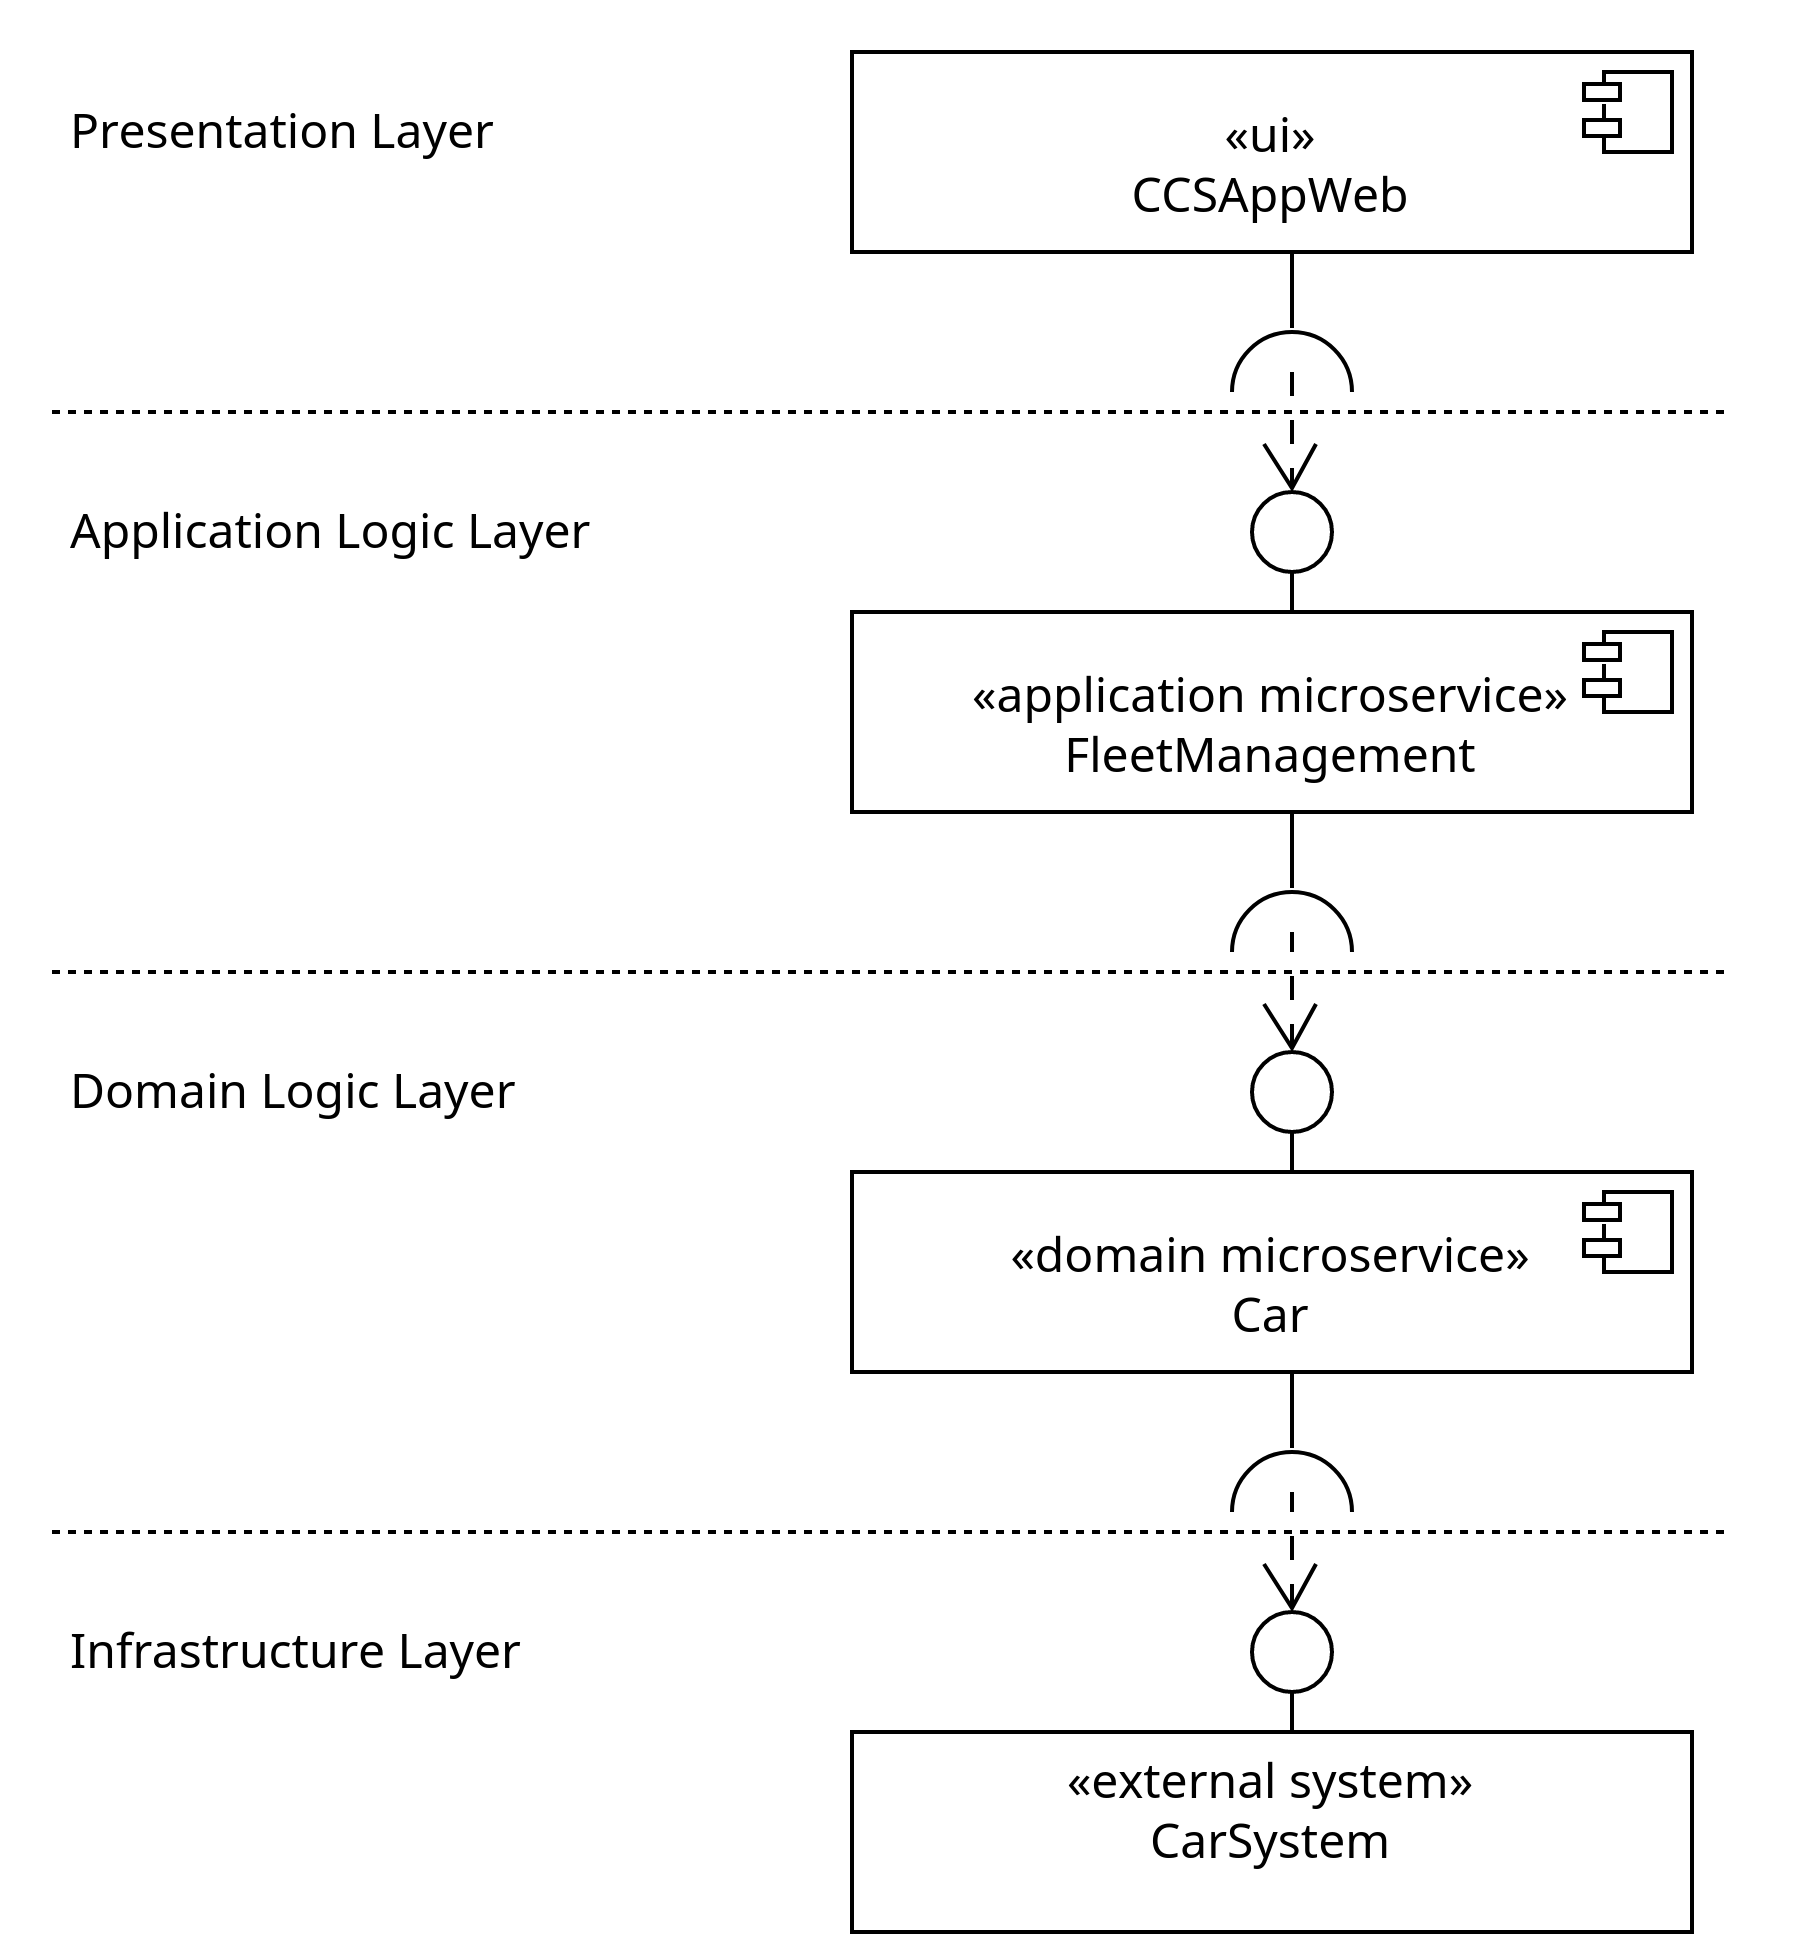 Presentation Layer
«ui»
CCSAppWeb
Application Logic Layer
«application microservice»
FleetManagement
Domain Logic Layer
«domain microservice»
Car
Infrastructure Layer
«external system»
CarSystem